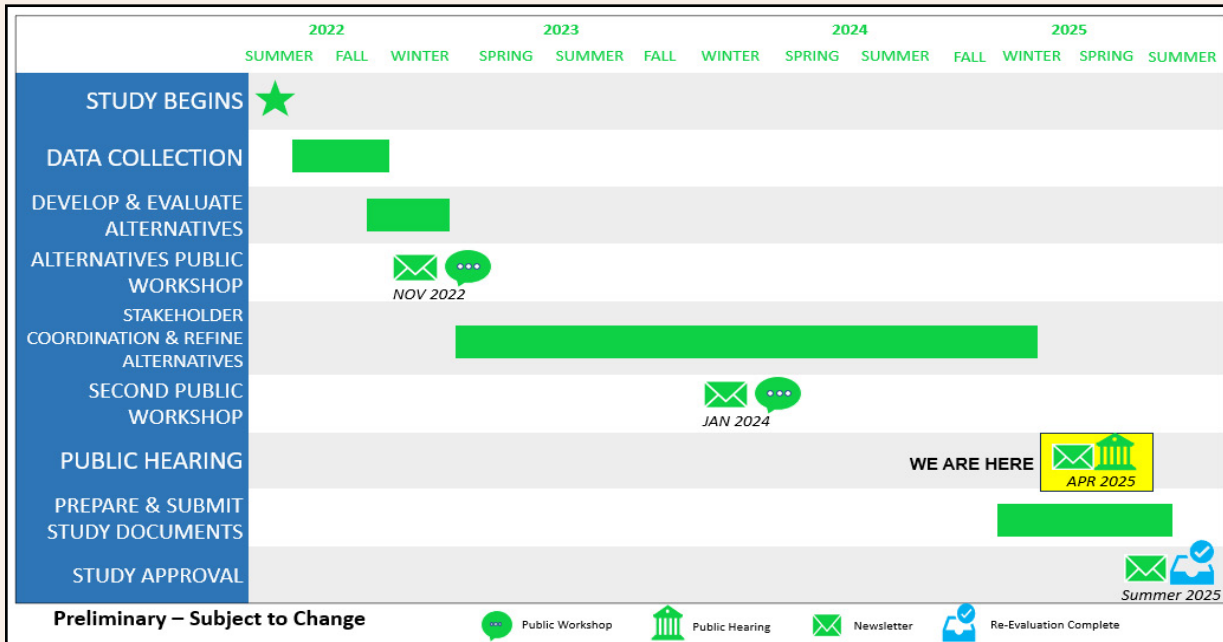 2022 2023 2024 2025
SUMMER FALL WINTER SPRING SUMMER FALL WINTER SPRING SUMMER FALL WINTER SPRING SUMMER
STUDY BEGINS
DATA COLLECTION
DEVELOP & EVALUATE
ALTERNATIVES
ALTERNATIVES PUBLIC
WORKSHOP
NOV 2022
STAKEHOLDER
COORDINATION & REFINE
ALTERNATIVES
SECOND PUBLIC
WORKSHOP
JAN 2024
PUBLIC HEARING
WE ARE HERE
APR 2025
PREPARE & SUBMIT
STUDY DOCUMENTS
STUDY APPROVAL
Summer 2025
Preliminary – Subject to Change
Public Workshop
Public Hearing
Newsletter
Re-Evaluation Complete